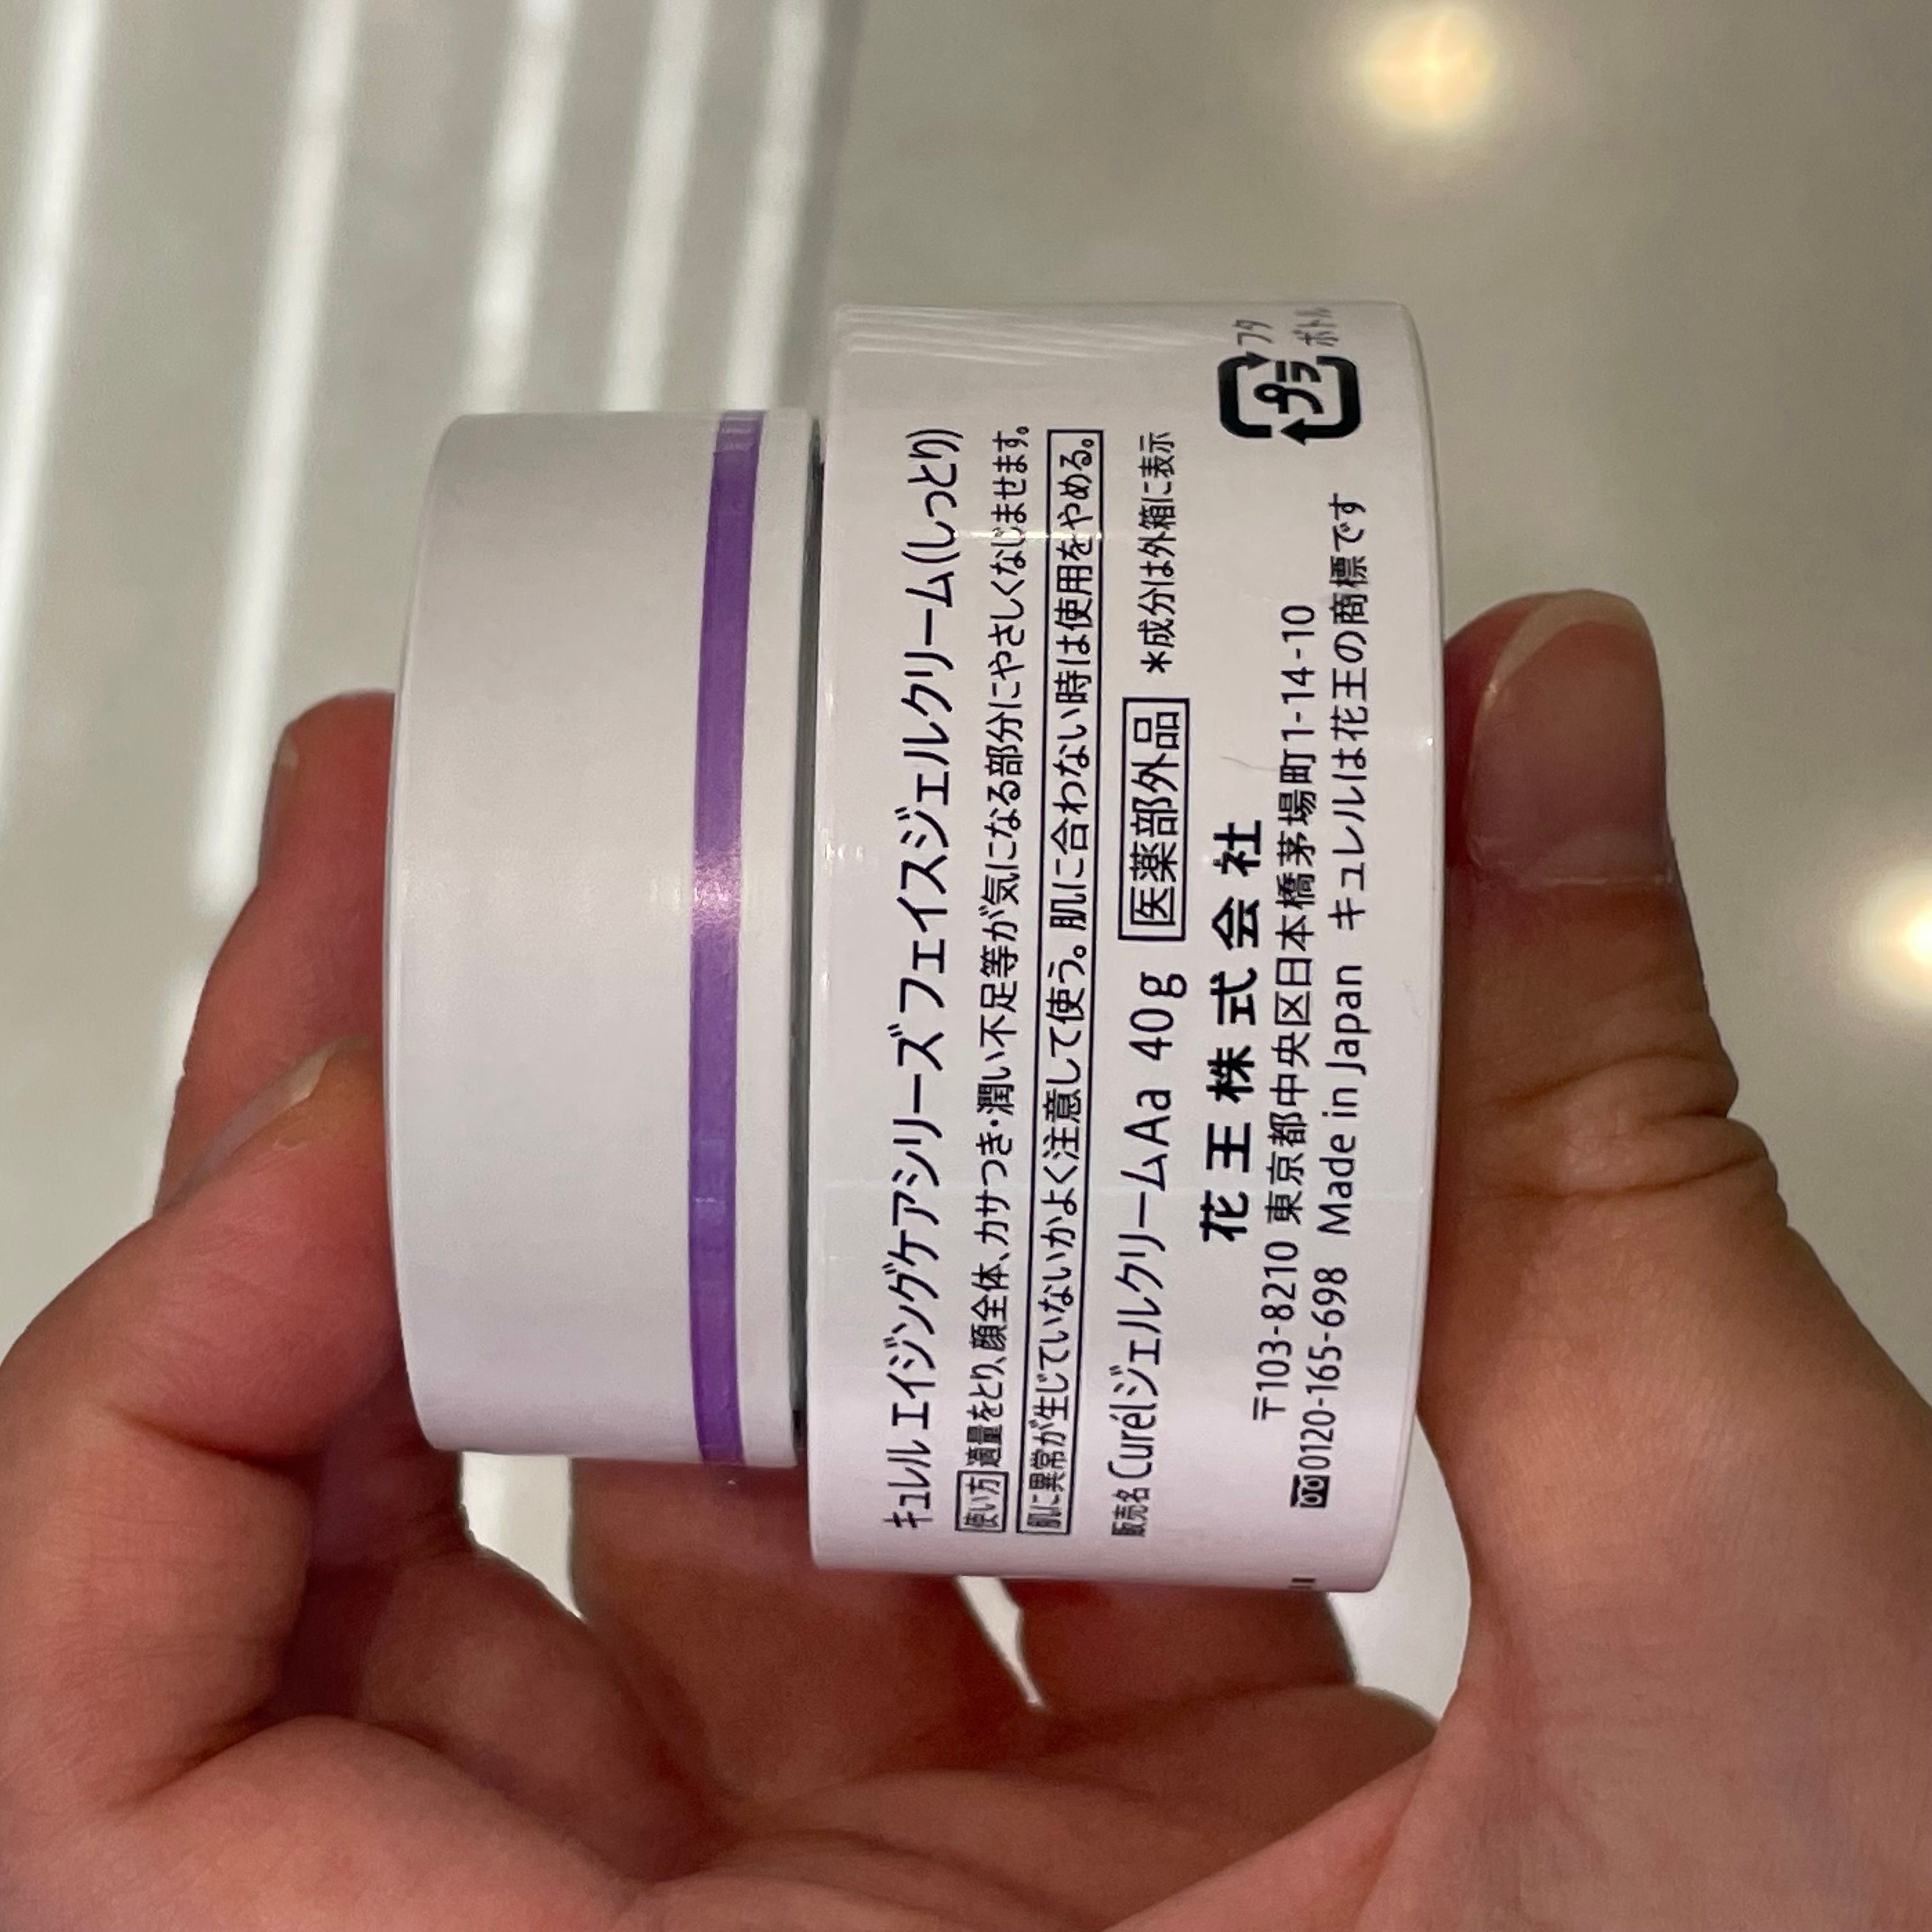 キュレル エイジングケアシリーズ フェイスジェルクリーム(しっとり)
使い方 適量をとり、顔全体、カサつき・潤い不足等が気になる部分にやさしくなじませます。
肌に異常が生じていないかよく注意して使う。肌に合わない時は使用をやめる。
販売名 CurélジェルクリームAa 40g 医薬部外品 *成分は外箱に表示
花王株式会社
〒103-8210 東京都中央区日本橋茅場町1-14-10
0120-165-698 Made in Japan キュレルは花王の商標です
プラ
フタ
ボトル